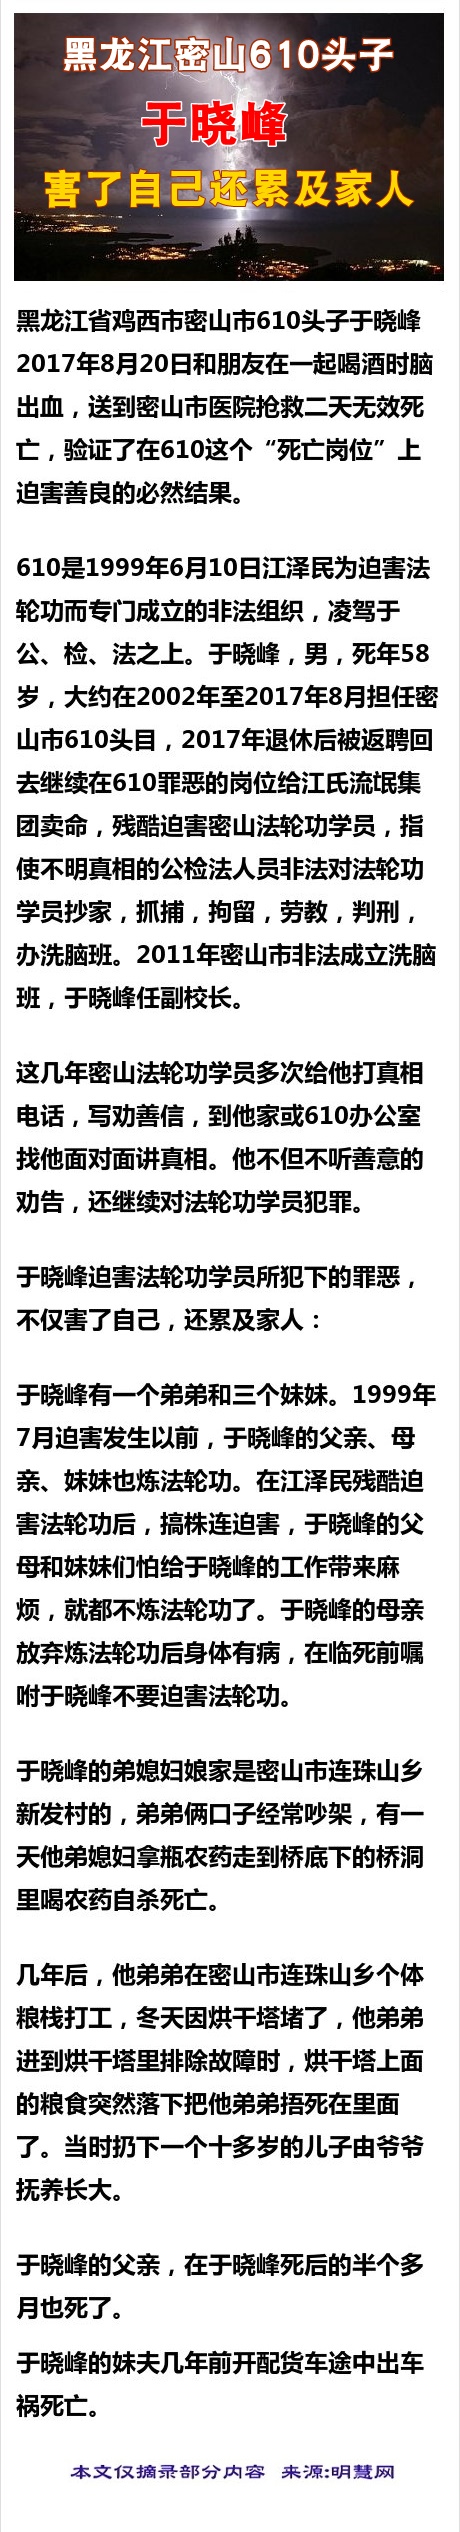 黑龙江密山610头子
于晓峰
害了自己还累及家人
黑龙江省鸡西市密山市610头子于晓峰
2017年8月20日和朋友在一起喝酒时脑
出血，送到密山市医院抢救二天无效死
亡，验证了在610这个“死亡岗位”上
迫害善良的必然结果。
610是1999年6月10日江泽民为迫害法
轮功而专门成立的非法组织，凌驾于
公、检、法之上。于晓峰，男，死年58
岁，大约在2002年至2017年8月担任密
山市610头目，2017年退休后被返聘回
去继续在610罪恶的岗位给江氏流氓集
团卖命，残酷迫害密山法轮功学员，指
使不明真相的公检法人员非法对法轮功
学员抄家，抓捕，拘留，劳教，判刑，
办洗脑班。2011年密山市非法成立洗脑
班，于晓峰任副校长。
这几年密山法轮功学员多次给他打真相
电话，写劝善信，到他家或610办公室
找他面对面讲真相。他不但不听善意的
劝告，还继续对法轮功学员犯罪。
于晓峰迫害法轮功学员所犯下的罪恶，
不仅害了自己，还累及家人：
于晓峰有一个弟弟和三个妹妹。1999年
7月迫害发生以前，于晓峰的父亲、母
亲、妹妹也炼法轮功。在江泽民残酷迫
害法轮功后，搞株连迫害，于晓峰的父
母和妹妹们怕给于晓峰的工作带来麻
烦，就都不炼法轮功了。于晓峰的母亲
放弃炼法轮功后身体有病，在临死前嘱
咐于晓峰不要迫害法轮功。
于晓峰的弟媳妇娘家是密山市连珠山乡
新发村的，弟弟俩口子经常吵架，有一
天他弟媳妇拿瓶农药走到桥底下的桥洞
里喝农药自杀死亡。
几年后，他弟弟在密山市连珠山乡个体
粮栈打工，冬天因烘干塔堵了，他弟弟
进到烘干塔里排除故障时，烘干塔上面
的粮食突然落下把他弟弟捂死在里面
了。当时扔下一个十多岁的儿子由爷爷
抚养长大。
于晓峰的父亲，在于晓峰死后的半个多
月也死了。
于晓峰的妹夫几年前开配货车途中出车
祸死亡。
本文仅摘录部分内容 来源:明慧网